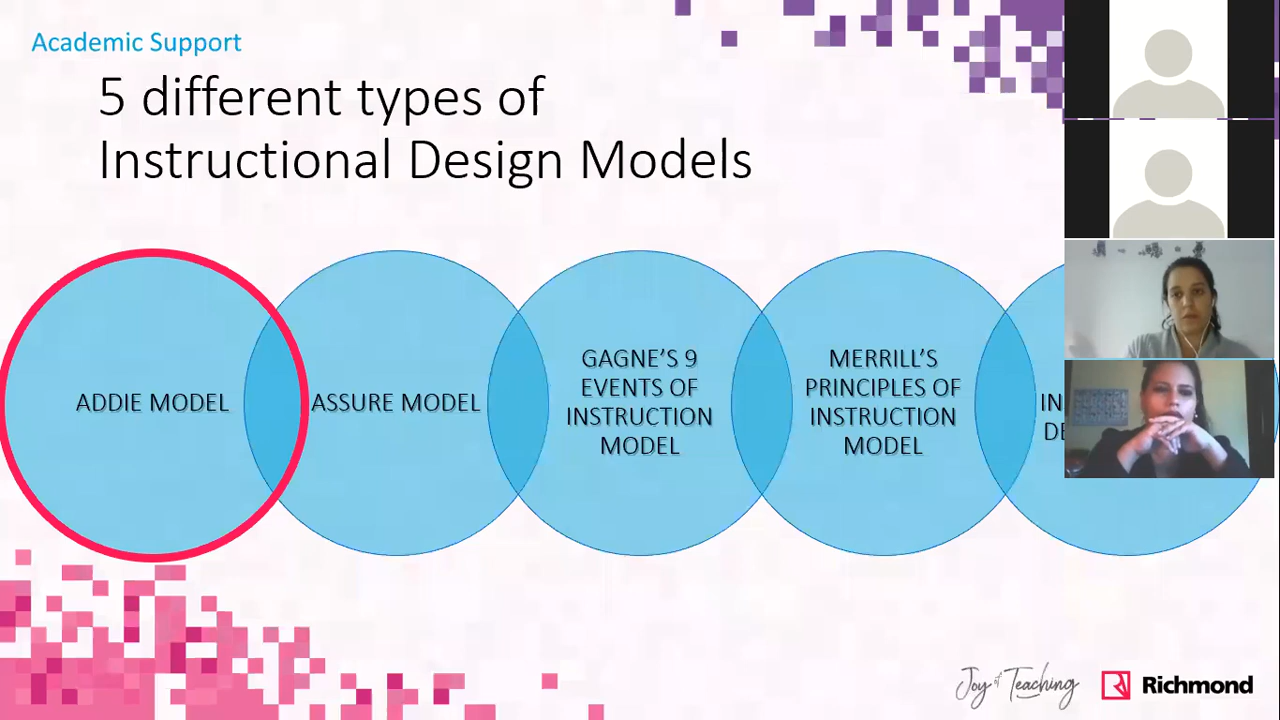 Academic Support
5 different types of
Instructional Design Models
ADDIE MODEL
ASSURE MODEL
GAGNE'S 9
EVENTS OF
INSTRUCTION
MODEL
MERRILL'S
PRINCIPLES OF
INSTRUCTION
MODEL
Joy of Teaching
Richmond